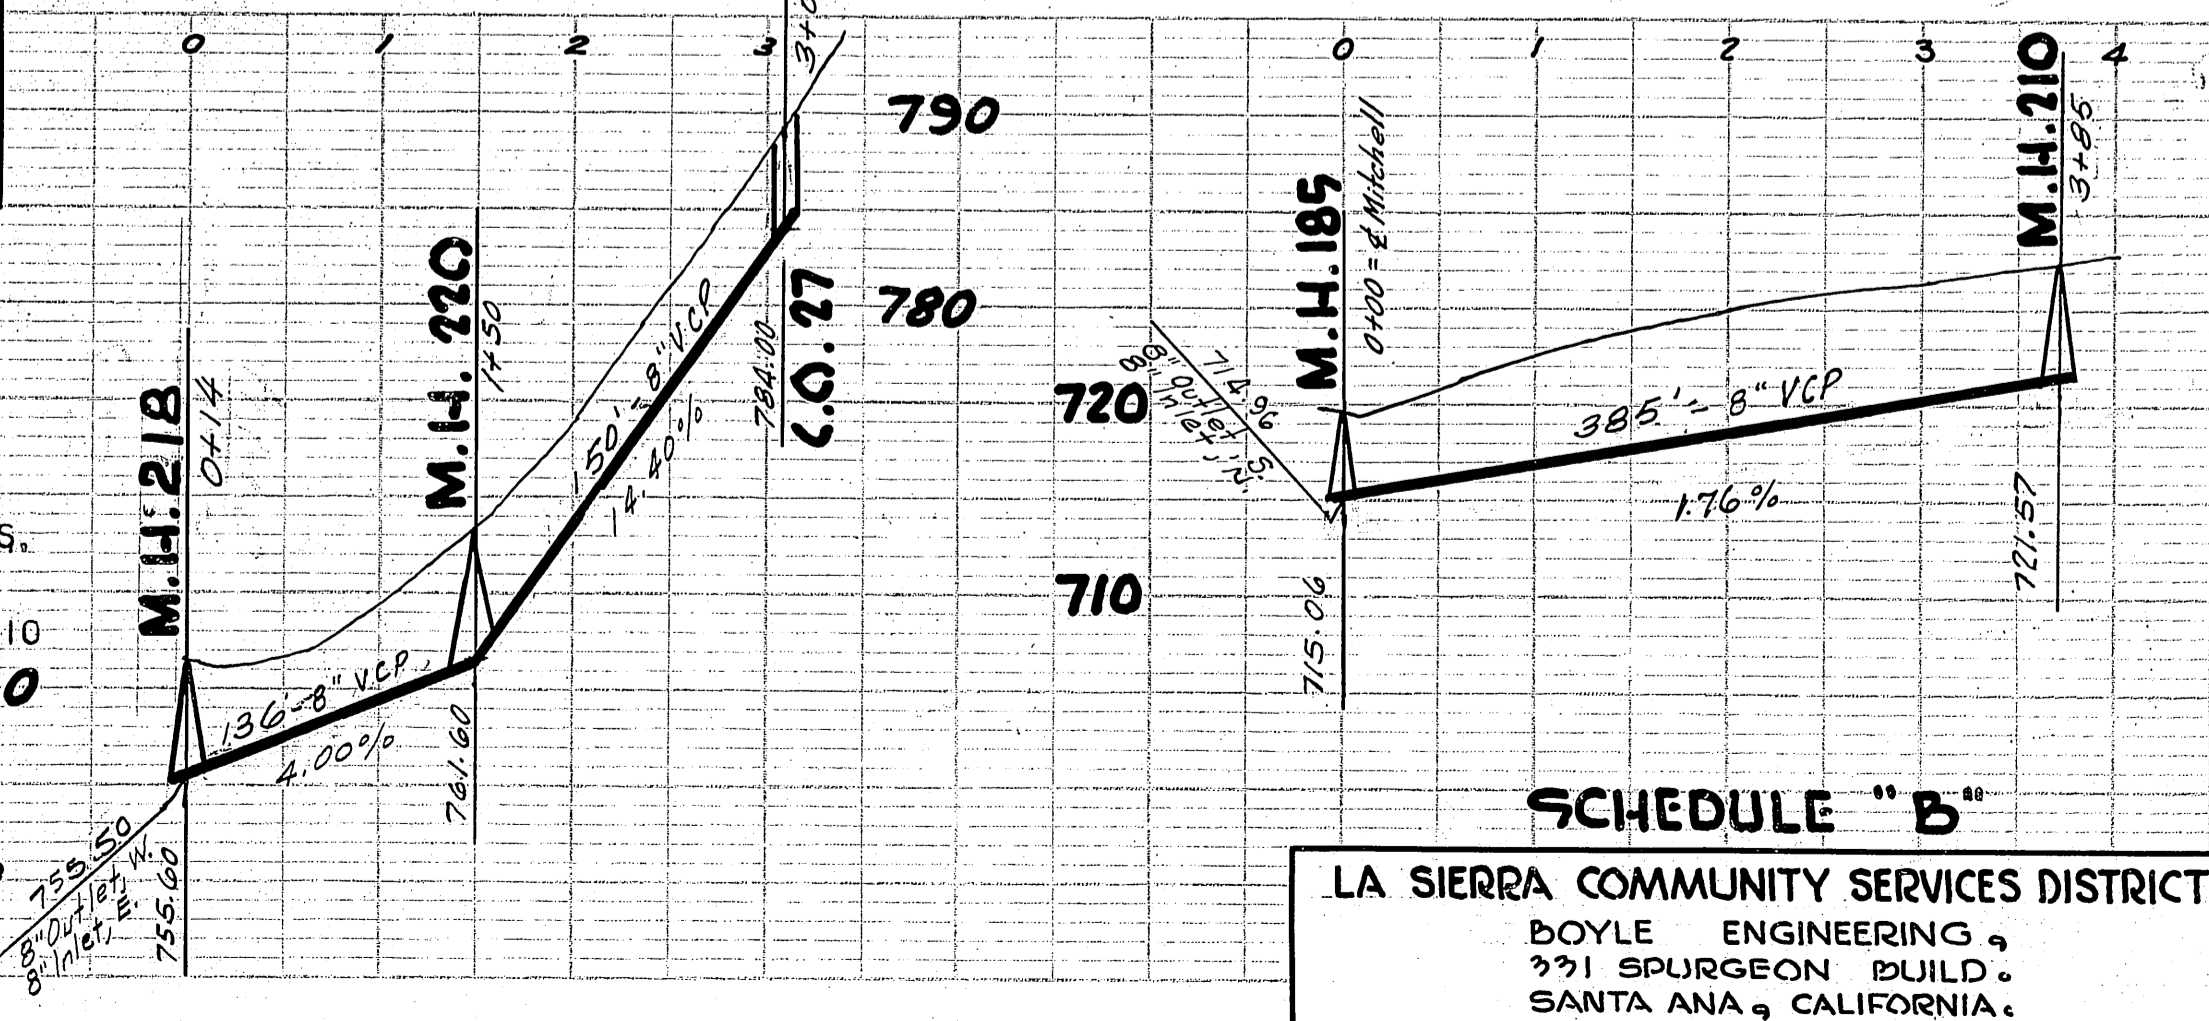 0 1 2 3
3+0
790
780
M.H. 218
0+14
M.H. 220
1+50
150'- 8" V.C.P
14.40%
784.00
C.O. 27
136'-8" V.C.P.
4.00%
761.60
755.50
8" Outlet, W.
8" Inlet, E.
755.60
S.
10
0
0 1 2 3 4
M.H. 185
0+00 = ₵ Mitchell
M.H. 210
3+85
720
710
714.96
8" Outlet, S.
8" Inlet, N.
385'- 8" VCP
1.76%
715.06
721.57
SCHEDULE "B"
LA SIERRA COMMUNITY SERVICES DISTRICT
BOYLE ENGINEERING,
331 SPURGEON BUILD.
SANTA ANA, CALIFORNIA.